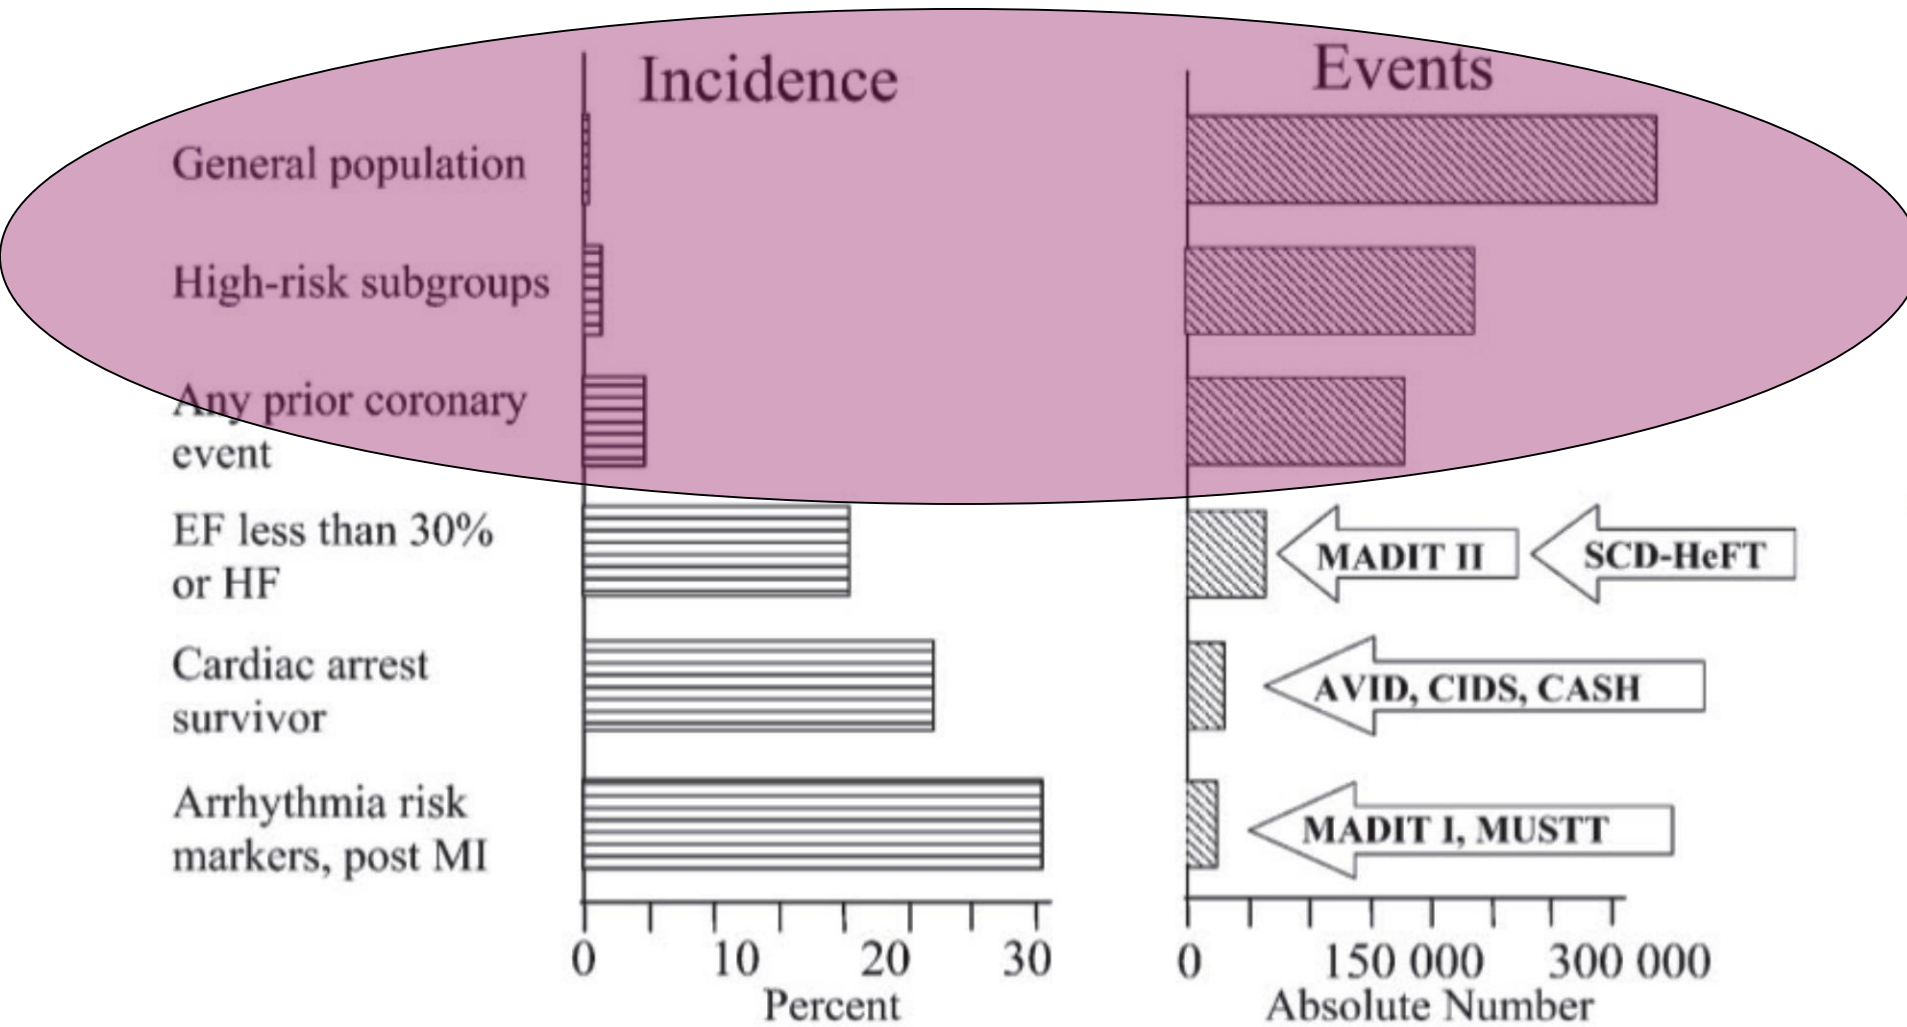 Incidence
Events
General population
High-risk subgroups
Any prior coronary
event
EF less than 30%
or HF
MADIT II
SCD-HeFT
Cardiac arrest
survivor
AVID, CIDS, CASH
Arrhythmia risk
markers, post MI
MADIT I, MUSTT
0 10 20 30
Percent
0 150 000 300 000
Absolute Number